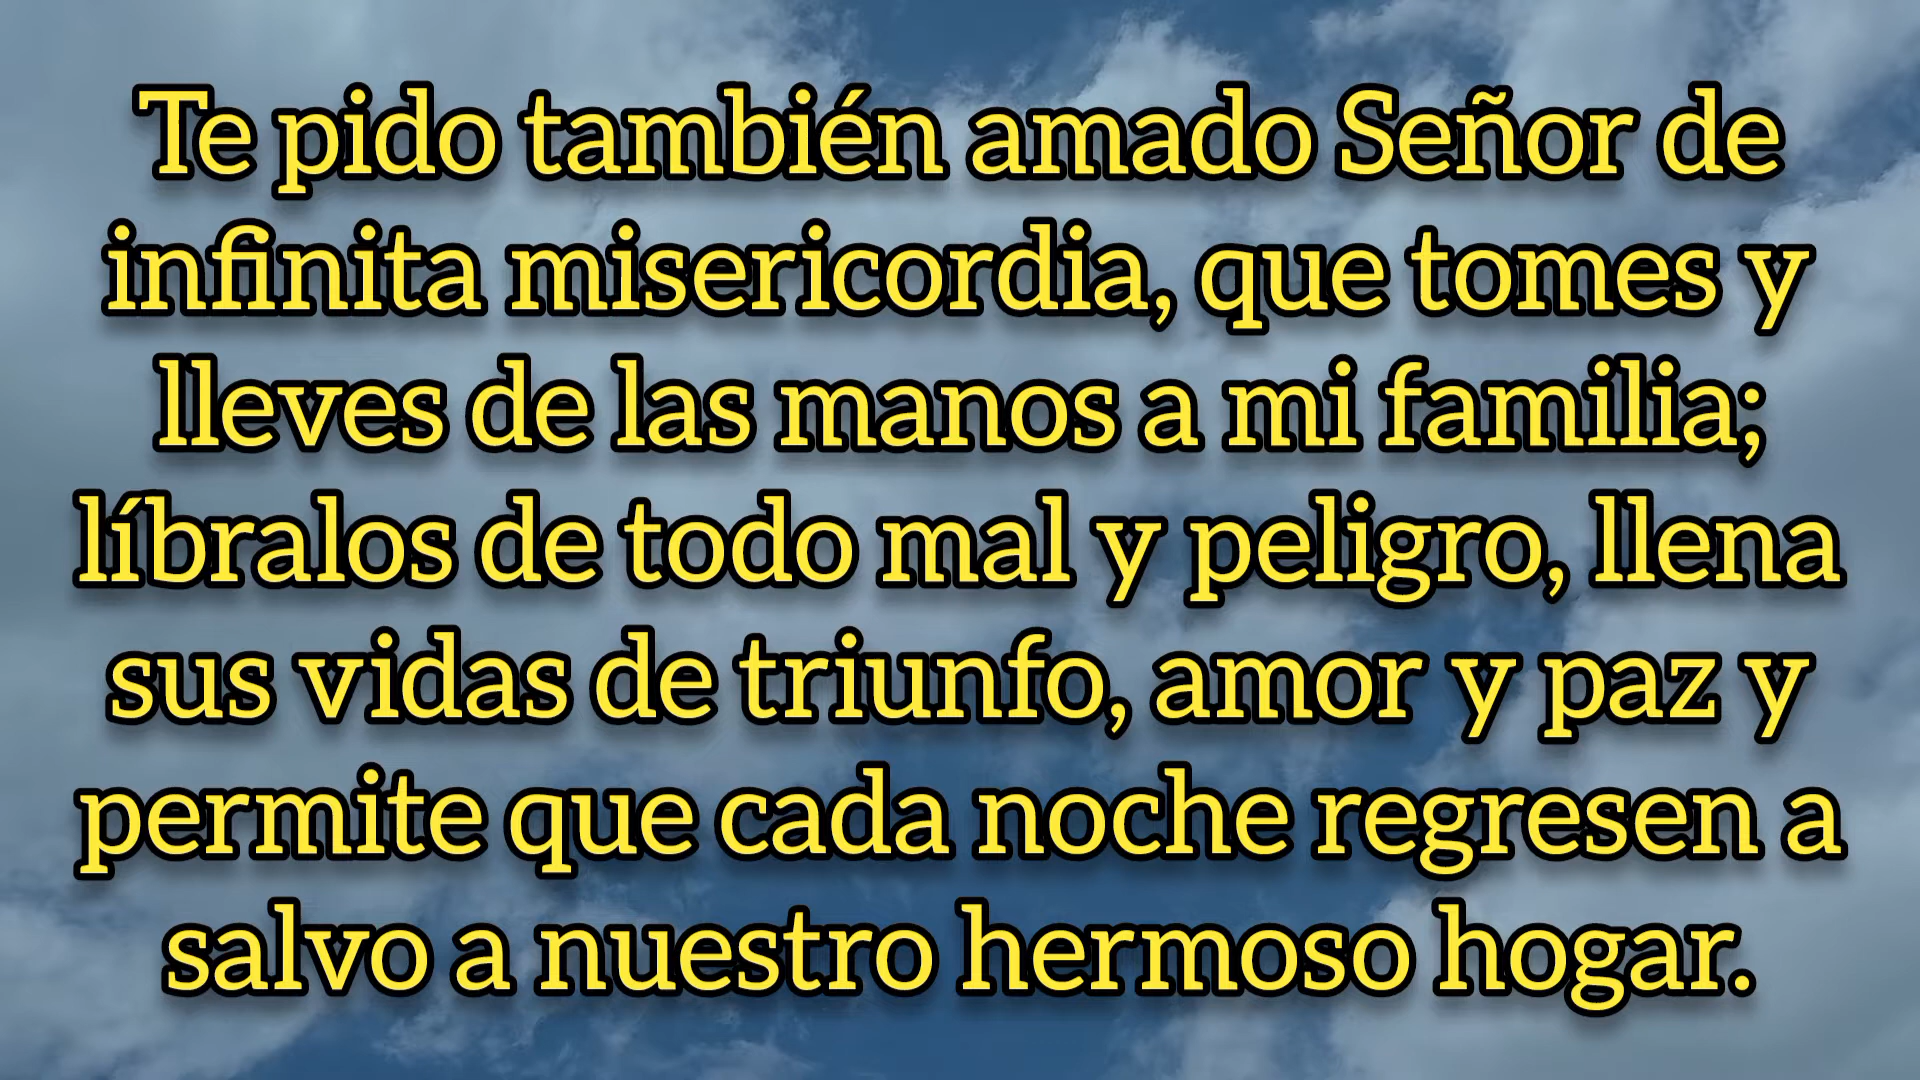 Te pido también amado Señor de
infinita misericordia, que tomes y
lleves de las manos a mi familia;
líbralos de todo mal y peligro, llena
sus vidas de triunfo, amor y paz y
permite que cada noche regresen a
salvo a nuestro hermoso hogar.